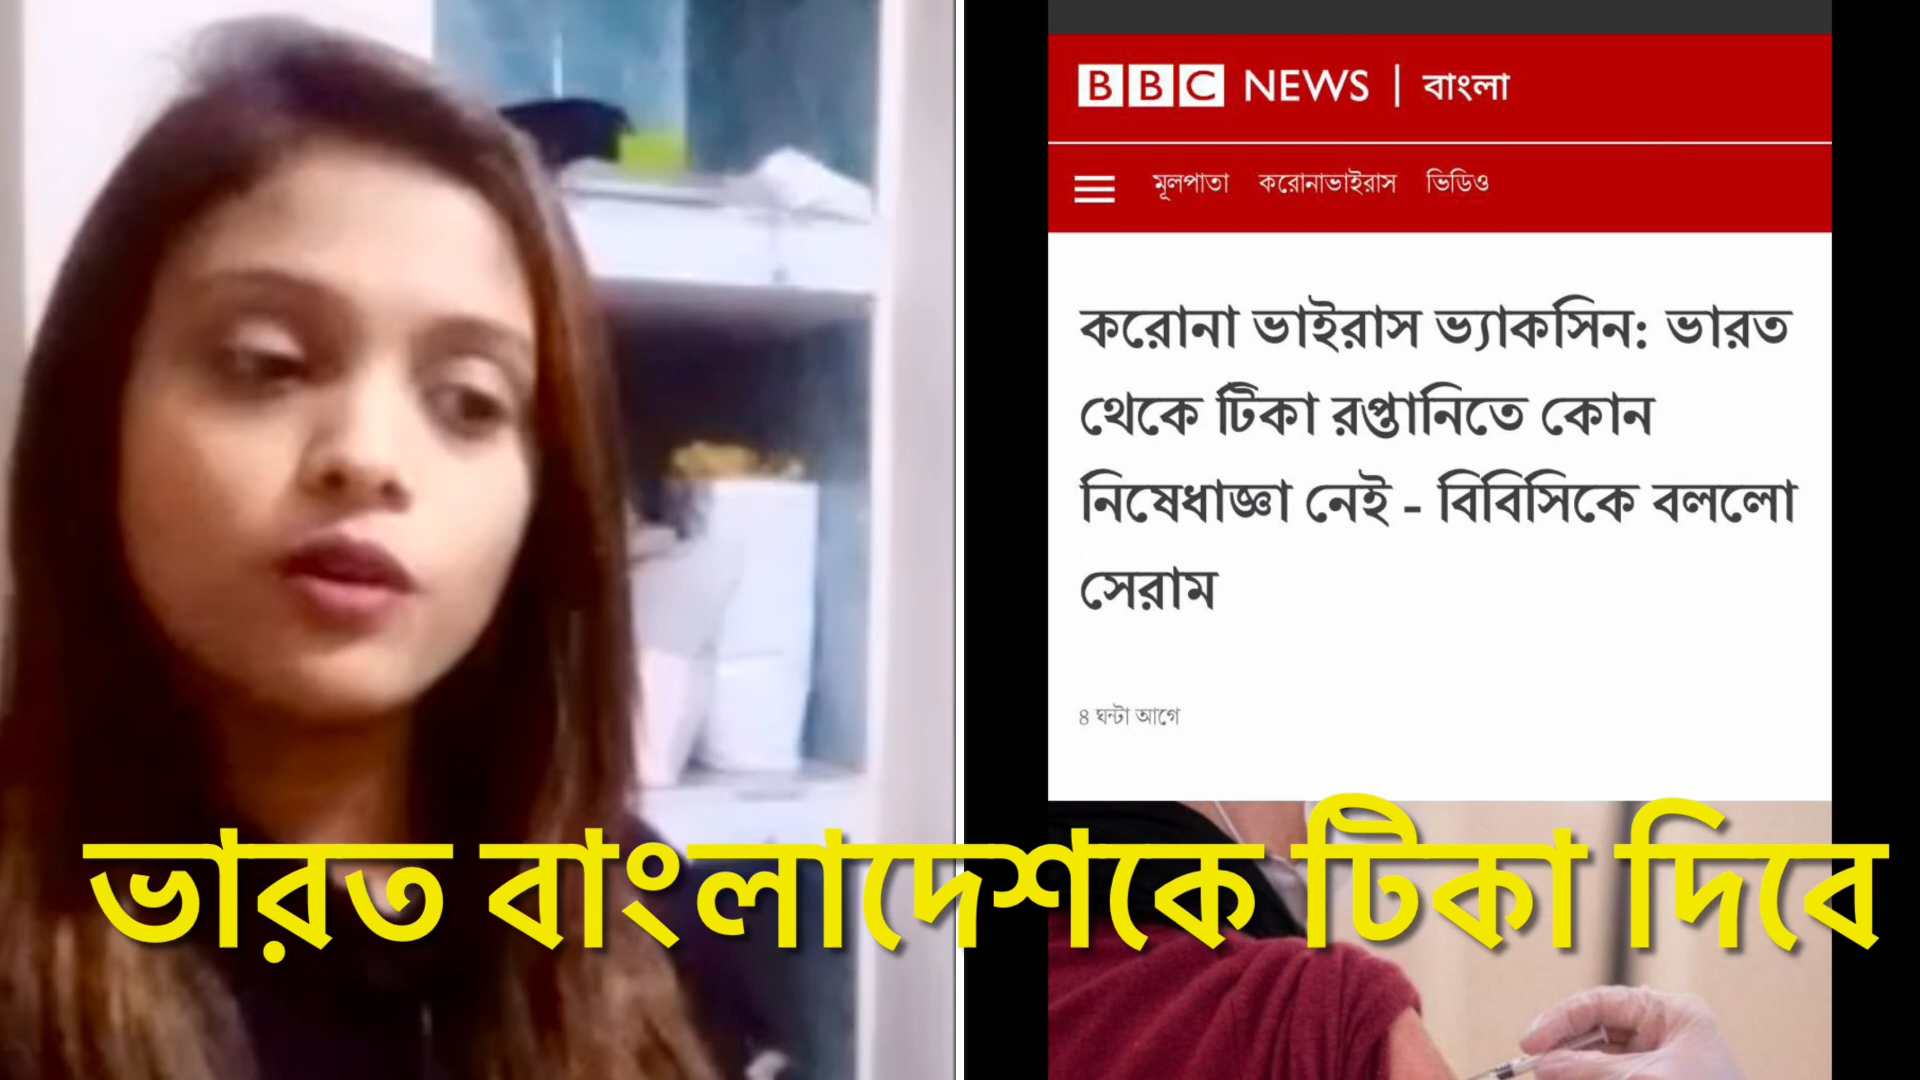 BBC NEWS | বাংলা
মূলপাতা করোনাভাইরাস ভিডিও
করোনা ভাইরাস ভ্যাকসিন: ভারত
থেকে টিকা রপ্তানিতে কোন
নিষেধাজ্ঞা নেই - বিবিসিকে বললো
সেরাম
৪ ঘন্টা আগে
ভারত বাংলাদেশকে টিকা দিবে